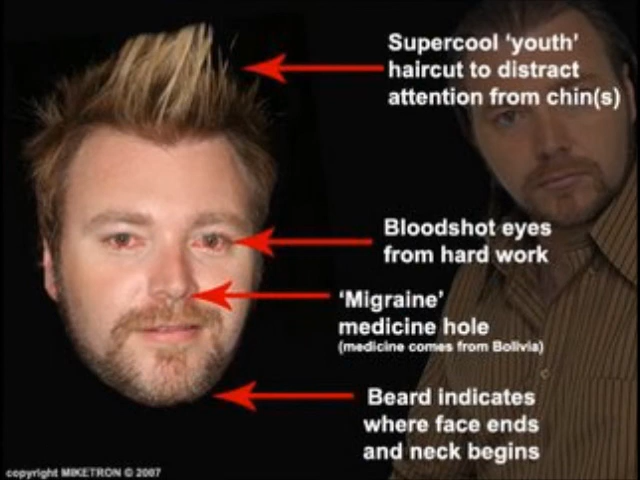 Supercool ‘youth’
haircut to distract
attention from chin(s)
Bloodshot eyes
from hard work
‘Migraine’
medicine hole
(medicine comes from Bolivia)
Beard indicates
where face ends
and neck begins
copyright MIKETRON © 2007